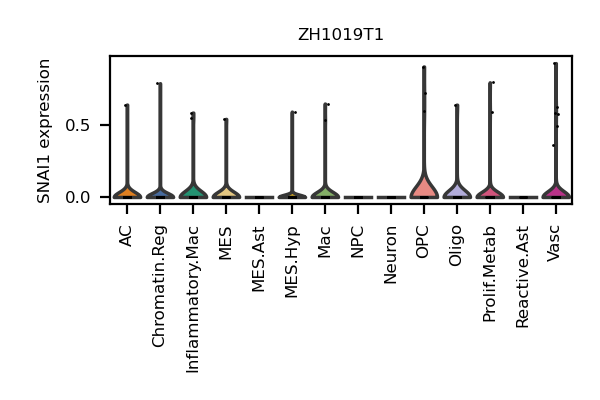 ZH1019T1
SNAI1 expression
0.5
0.0
AC
Chromatin.Reg
Inflammatory.Mac
MES
MES.Ast
MES.Hyp
Mac
NPC
Neuron
OPC
Oligo
Prolif.Metab
Reactive.Ast
Vasc